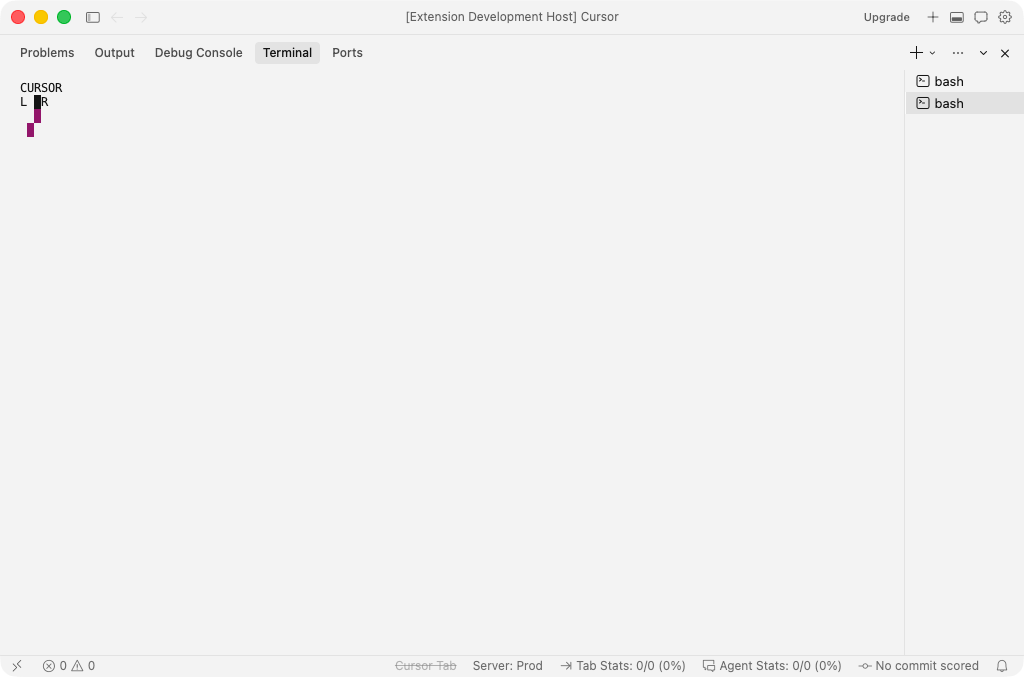 [Extension Development Host] Cursor
Upgrade
Problems Output Debug Console Terminal Ports
CURSOR
L R
bash
bash
0 0 Cursor Tab Server: Prod Tab Stats: 0/0 (0%) Agent Stats: 0/0 (0%) No commit scored